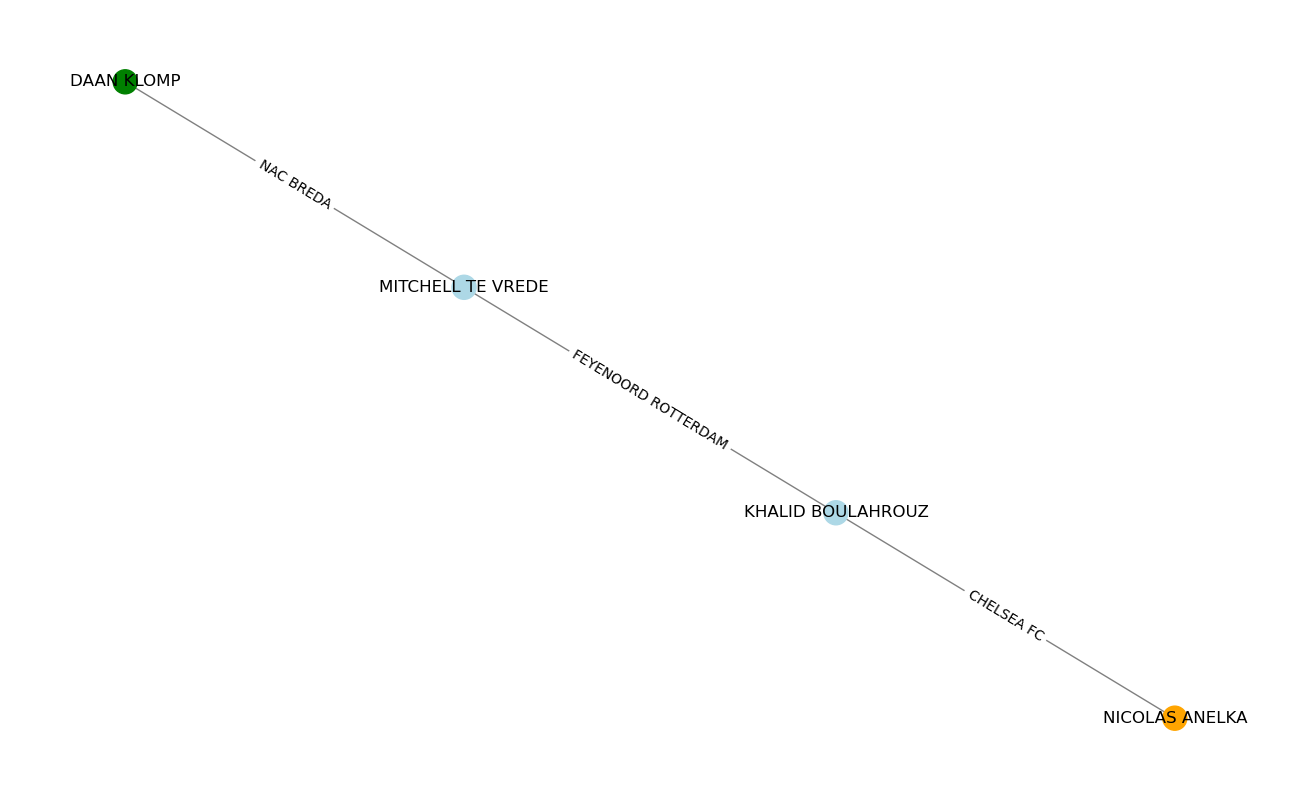 DAAN KLOMP
NAC BREDA
MITCHELL TE VREDE
FEYENOORD ROTTERDAM
KHALID BOULAHROUZ
CHELSEA FC
NICOLAS ANELKA